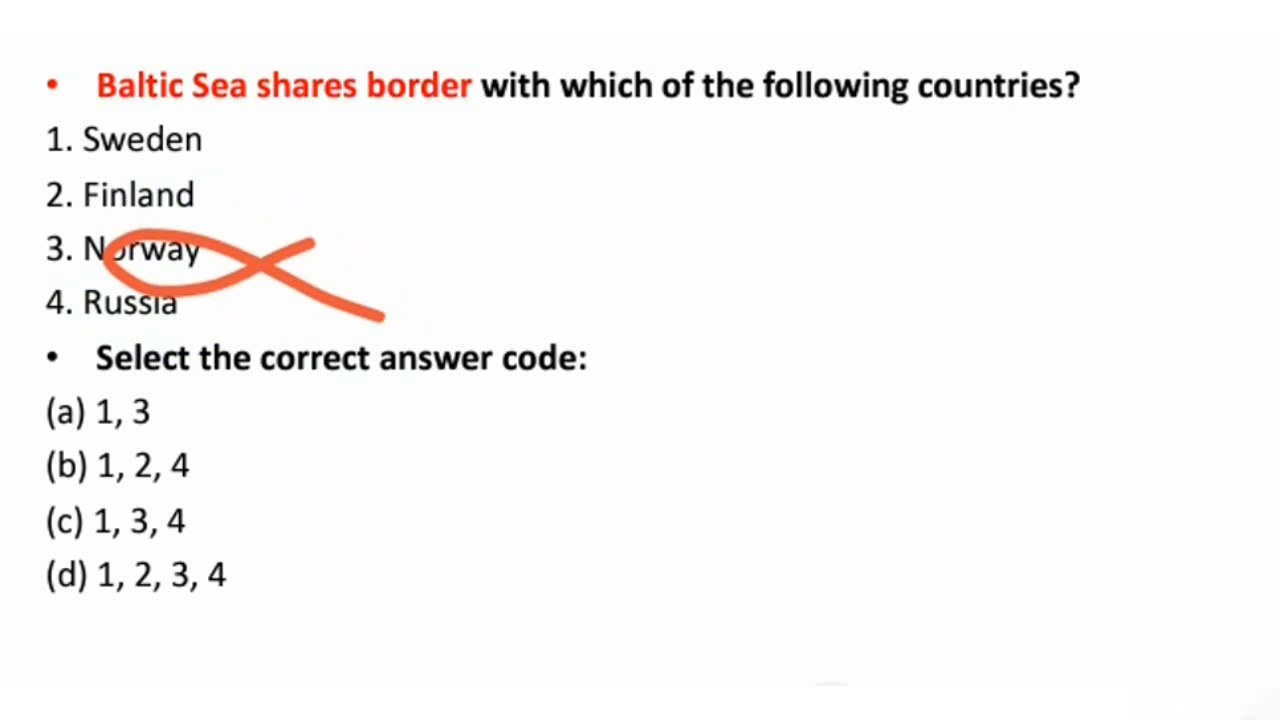 • Baltic Sea shares border with which of the following countries?
1. Sweden
2. Finland
3. Norway
4. Russia
• Select the correct answer code:
(a) 1, 3
(b) 1, 2, 4
(c) 1, 3, 4
(d) 1, 2, 3, 4